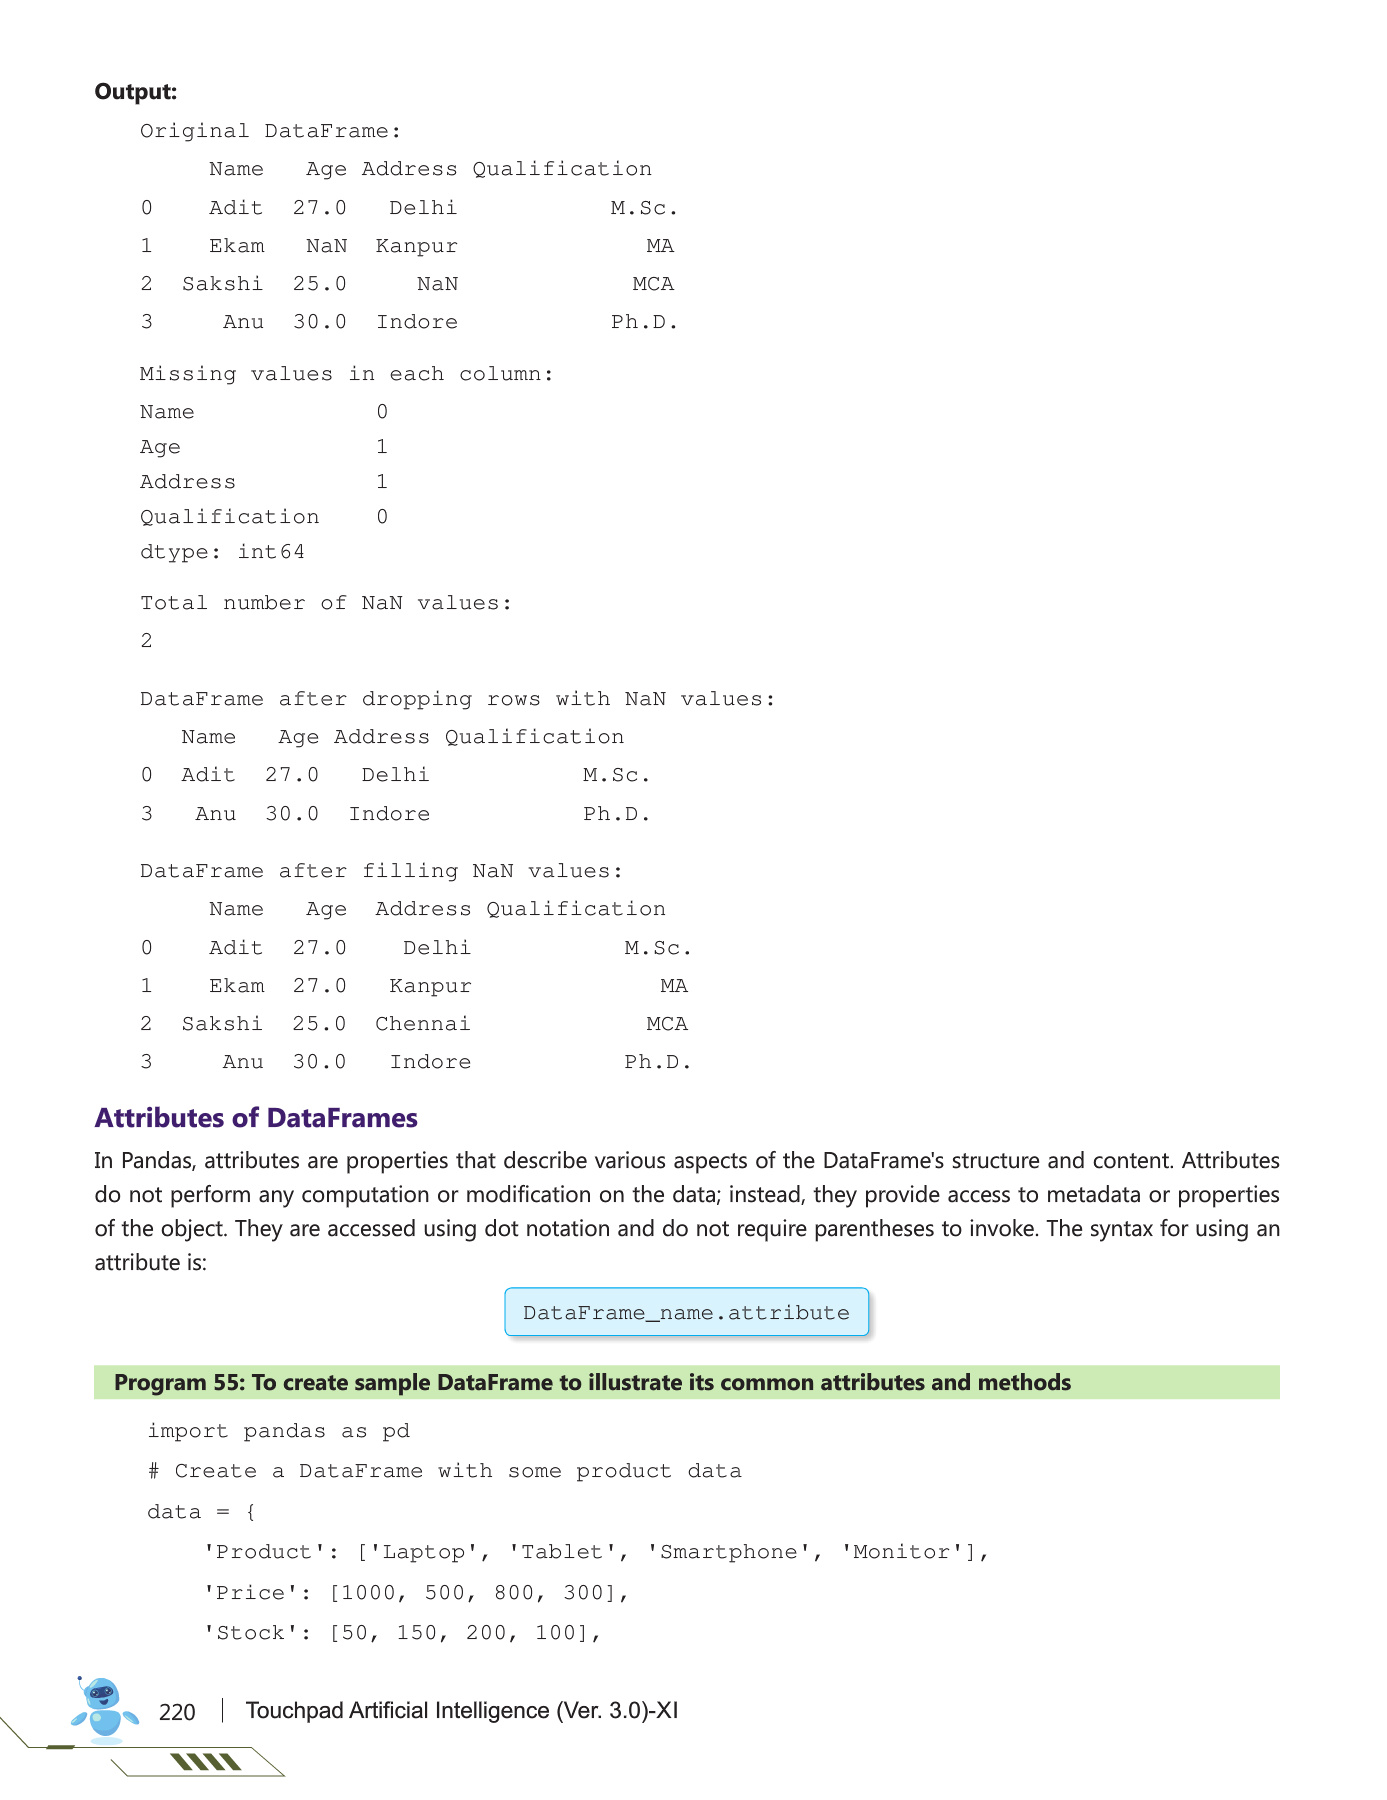 Output:
Original DataFrame:
     Name   Age Address Qualification
0    Adit  27.0   Delhi           M.Sc.
1    Ekam   NaN  Kanpur             MA
2  Sakshi  25.0     NaN            MCA
3     Anu  30.0  Indore           Ph.D.
Missing values in each column:
Name             0
Age              1
Address          1
Qualification    0
dtype: int64
Total number of NaN values:
2
DataFrame after dropping rows with NaN values:
   Name   Age Address Qualification
0  Adit  27.0   Delhi           M.Sc.
3   Anu  30.0  Indore           Ph.D.
DataFrame after filling NaN values:
     Name   Age  Address Qualification
0    Adit  27.0    Delhi           M.Sc.
1    Ekam  27.0   Kanpur             MA
2  Sakshi  25.0  Chennai            MCA
3     Anu  30.0   Indore           Ph.D.
Attributes of DataFrames
In Pandas, attributes are properties that describe various aspects of the DataFrame's structure and content. Attributes
do not perform any computation or modification on the data; instead, they provide access to metadata or properties
of the object. They are accessed using dot notation and do not require parentheses to invoke. The syntax for using an
attribute is:
DataFrame_name.attribute
Program 55: To create sample DataFrame to illustrate its common attributes and methods
import pandas as pd
# Create a DataFrame with some product data
data = {
    'Product': ['Laptop', 'Tablet', 'Smartphone', 'Monitor'],
    'Price': [1000, 500, 800, 300],
    'Stock': [50, 150, 200, 100],
220 | Touchpad Artificial Intelligence (Ver. 3.0)-XI